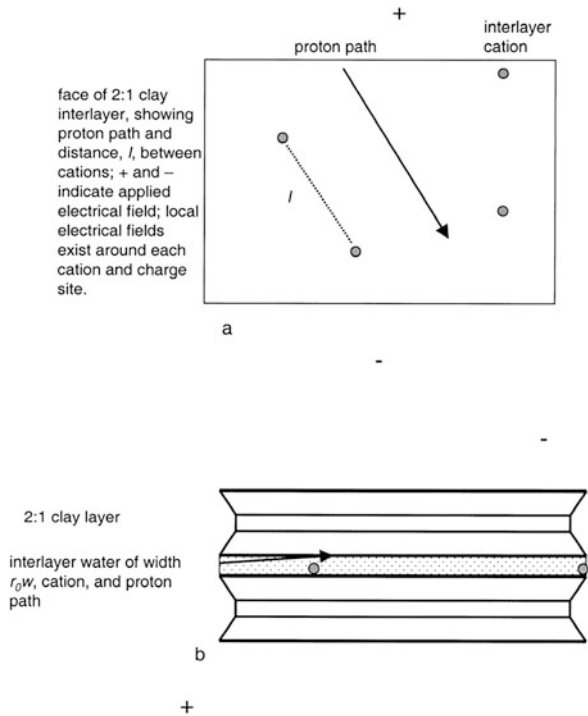 +
interlayer
cation
proton path
face of 2:1 clay
interlayer, showing
proton path and
distance, l, between
cations; + and –
indicate applied
electrical field; local
electrical fields
exist around each
cation and charge
site.
l
a
-
-
2:1 clay layer
interlayer water of width
r₀w, cation, and proton
path
b
+